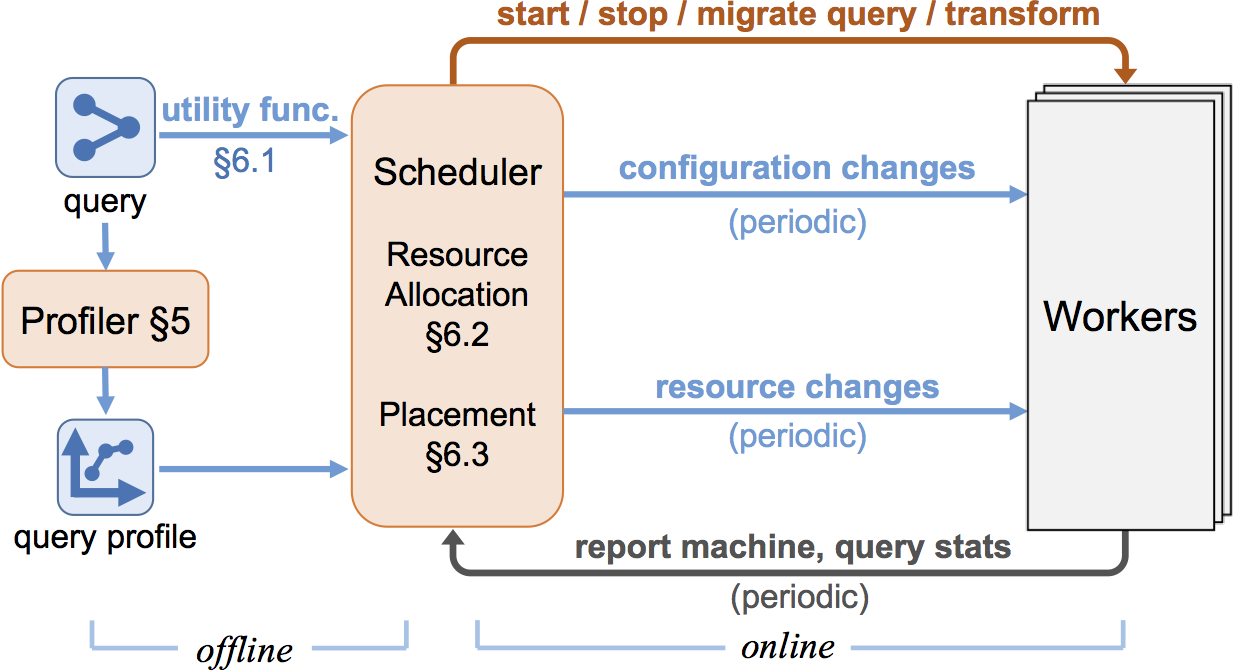 start / stop / migrate query / transform
utility func.
§6.1
query
Profiler §5
query profile
Scheduler
Resource
Allocation
§6.2
Placement
§6.3
configuration changes
(periodic)
resource changes
(periodic)
Workers
report machine, query stats
(periodic)
offline
online